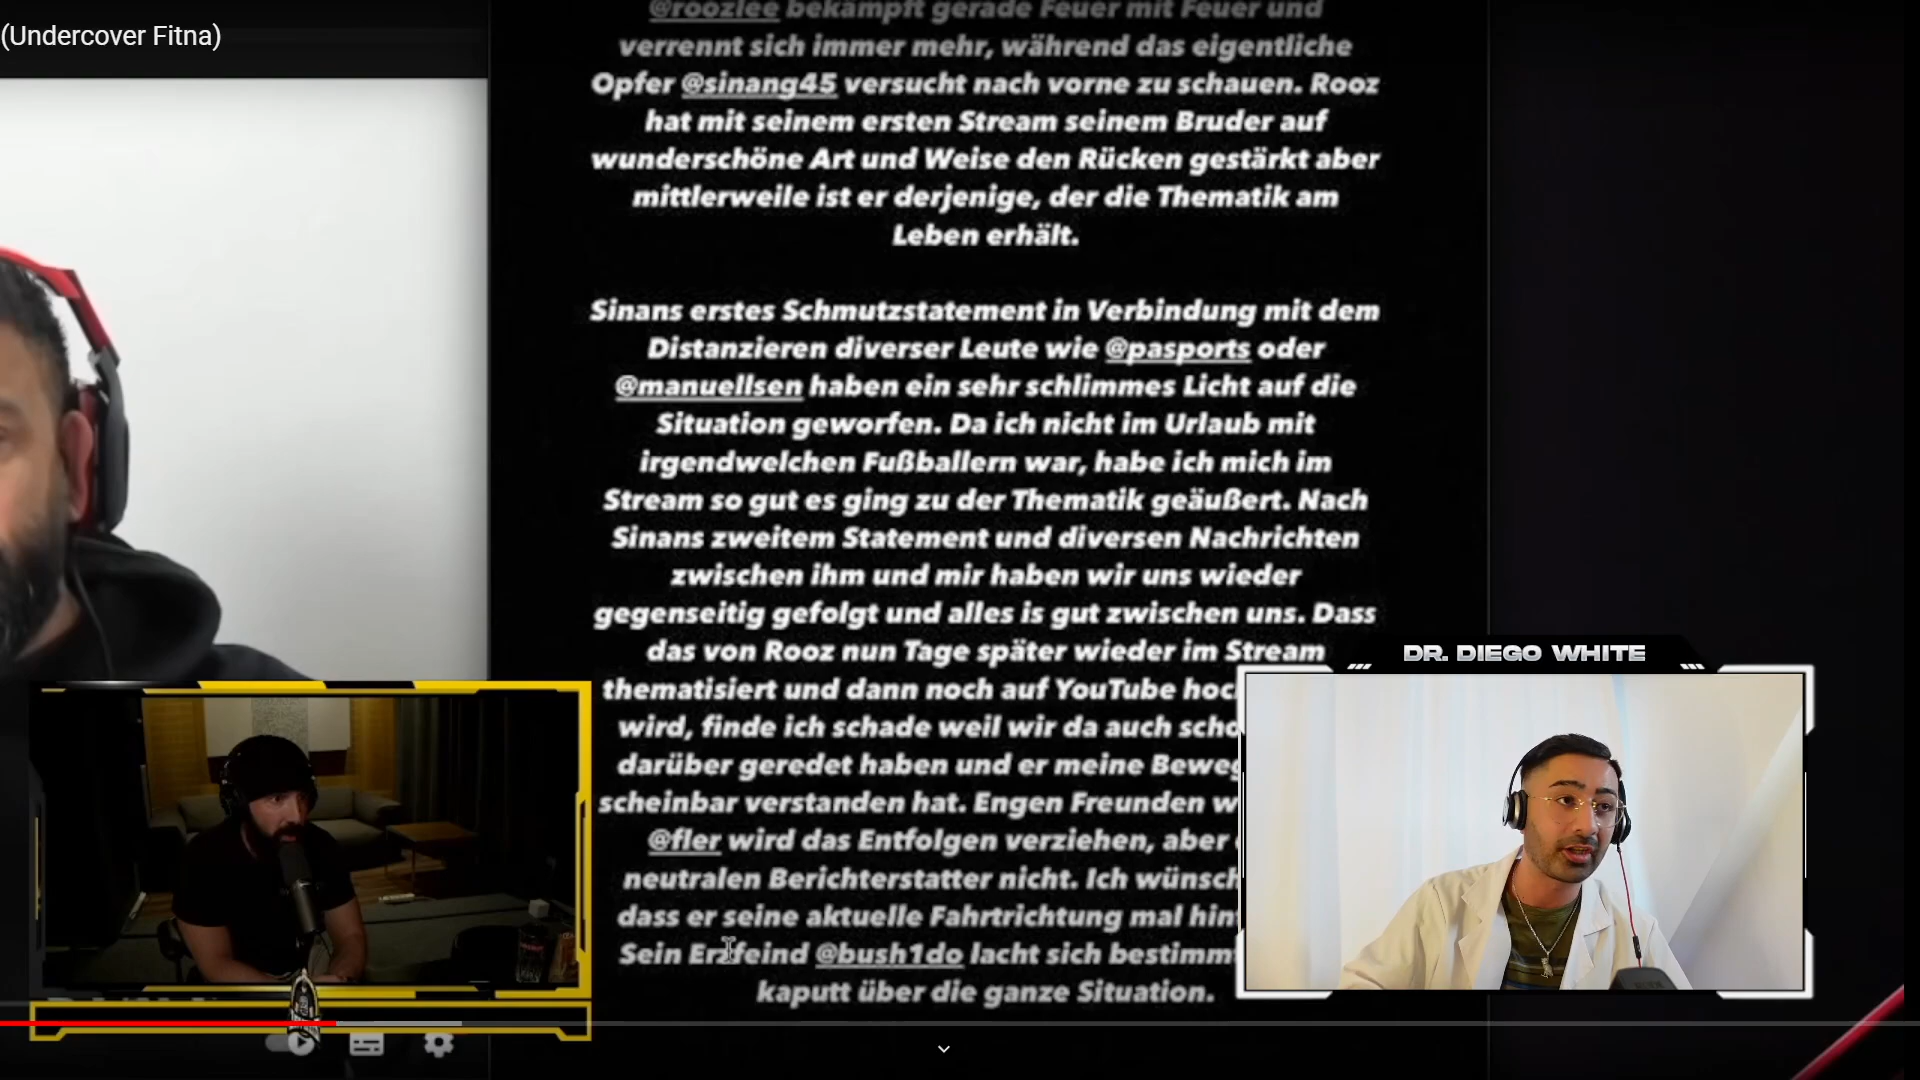 (Undercover Fitna)
@roozlee bekämpft gerade Feuer mit Feuer und
verrennt sich immer mehr, während das eigentliche
Opfer @sinang45 versucht nach vorne zu schauen. Rooz
hat mit seinem ersten Stream seinem Bruder auf
wunderschöne Art und Weise den Rücken gestärkt aber
mittlerweile ist er derjenige, der die Thematik am
Leben erhält.
Sinans erstes Schmutzstatement in Verbindung mit dem
Distanzieren diverser Leute wie @pasports oder
@manuellsen haben ein sehr schlimmes Licht auf die
Situation geworfen. Da ich nicht im Urlaub mit
irgendwelchen Fußballern war, habe ich mich im
Stream so gut es ging zu der Thematik geäußert. Nach
Sinans zweitem Statement und diversen Nachrichten
zwischen ihm und mir haben wir uns wieder
gegenseitig gefolgt und alles is gut zwischen uns. Dass
das von Rooz nun Tage später wieder im Stream
thematisiert und dann noch auf YouTube
wird, finde ich schade weil wir da auch
darüber geredet haben und er meine
scheinbar verstanden hat. Engen Freunden
@fler wird das Entfolgen verziehen, aber
neutralen Berichterstatter nicht. Ich
dass er seine aktuelle Fahrtrichtung mal
Sein Erzfeind @bush1do lacht sich
kaputt über die ganze Situation.
DR. DIEGO WHITE